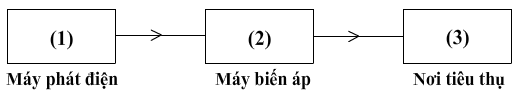 (1) (2) (3)
Máy phát điện Máy biến áp Nơi tiêu thụ